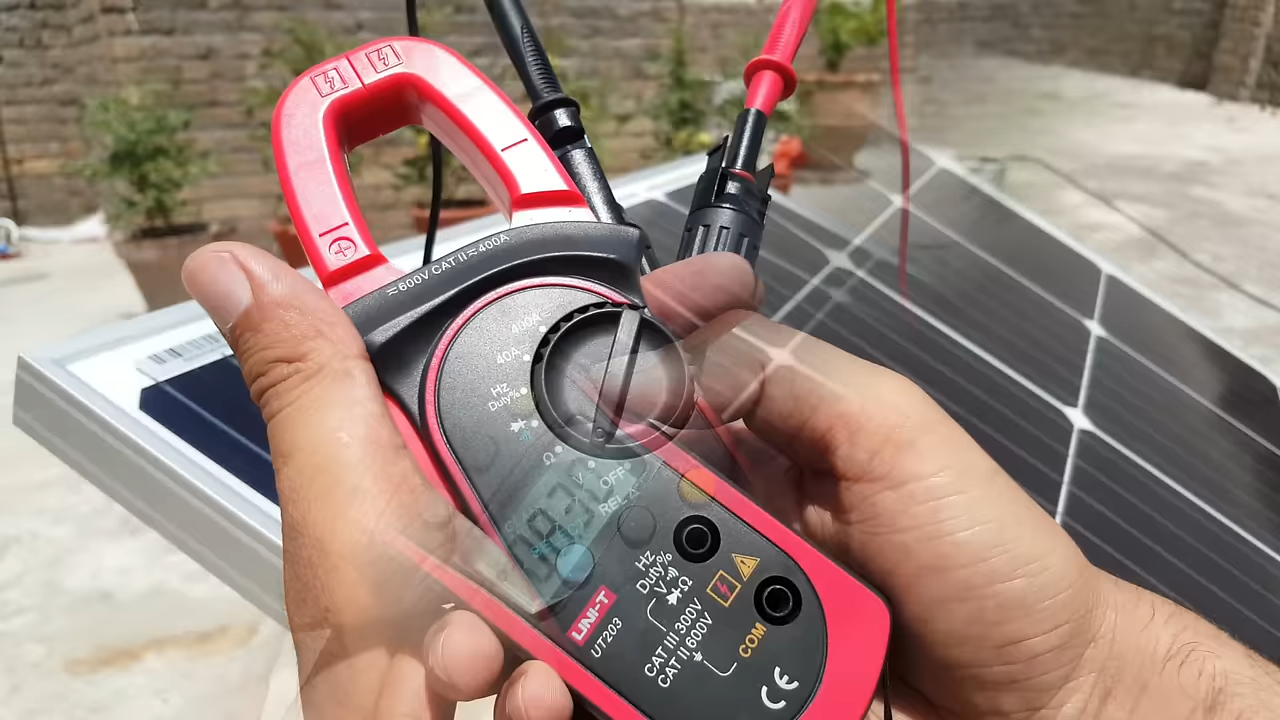 ≂600V CAT II ≂400A
400A≂
40A≂
Hz
Duty%
Ω
V
OFF
REL△
SELECT
Hz
Duty%
V
Ω
UNI-T
UT203
CAT III 300V
CAT II 600V
COM
CE